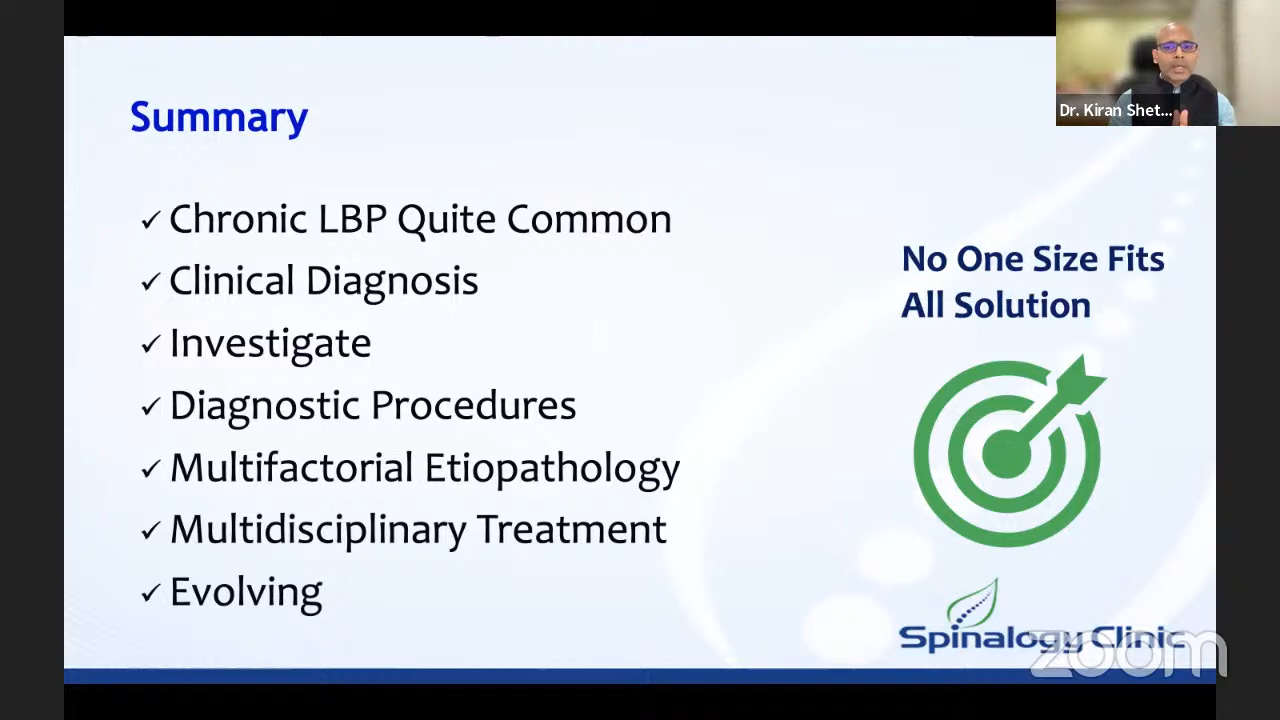 Summary
Chronic LBP Quite Common
Clinical Diagnosis
Investigate
Diagnostic Procedures
Multifactorial Etiopathology
Multidisciplinary Treatment
Evolving
No One Size Fits
All Solution
Spinalogy Clinic
zoom
Dr. Kiran Shet...